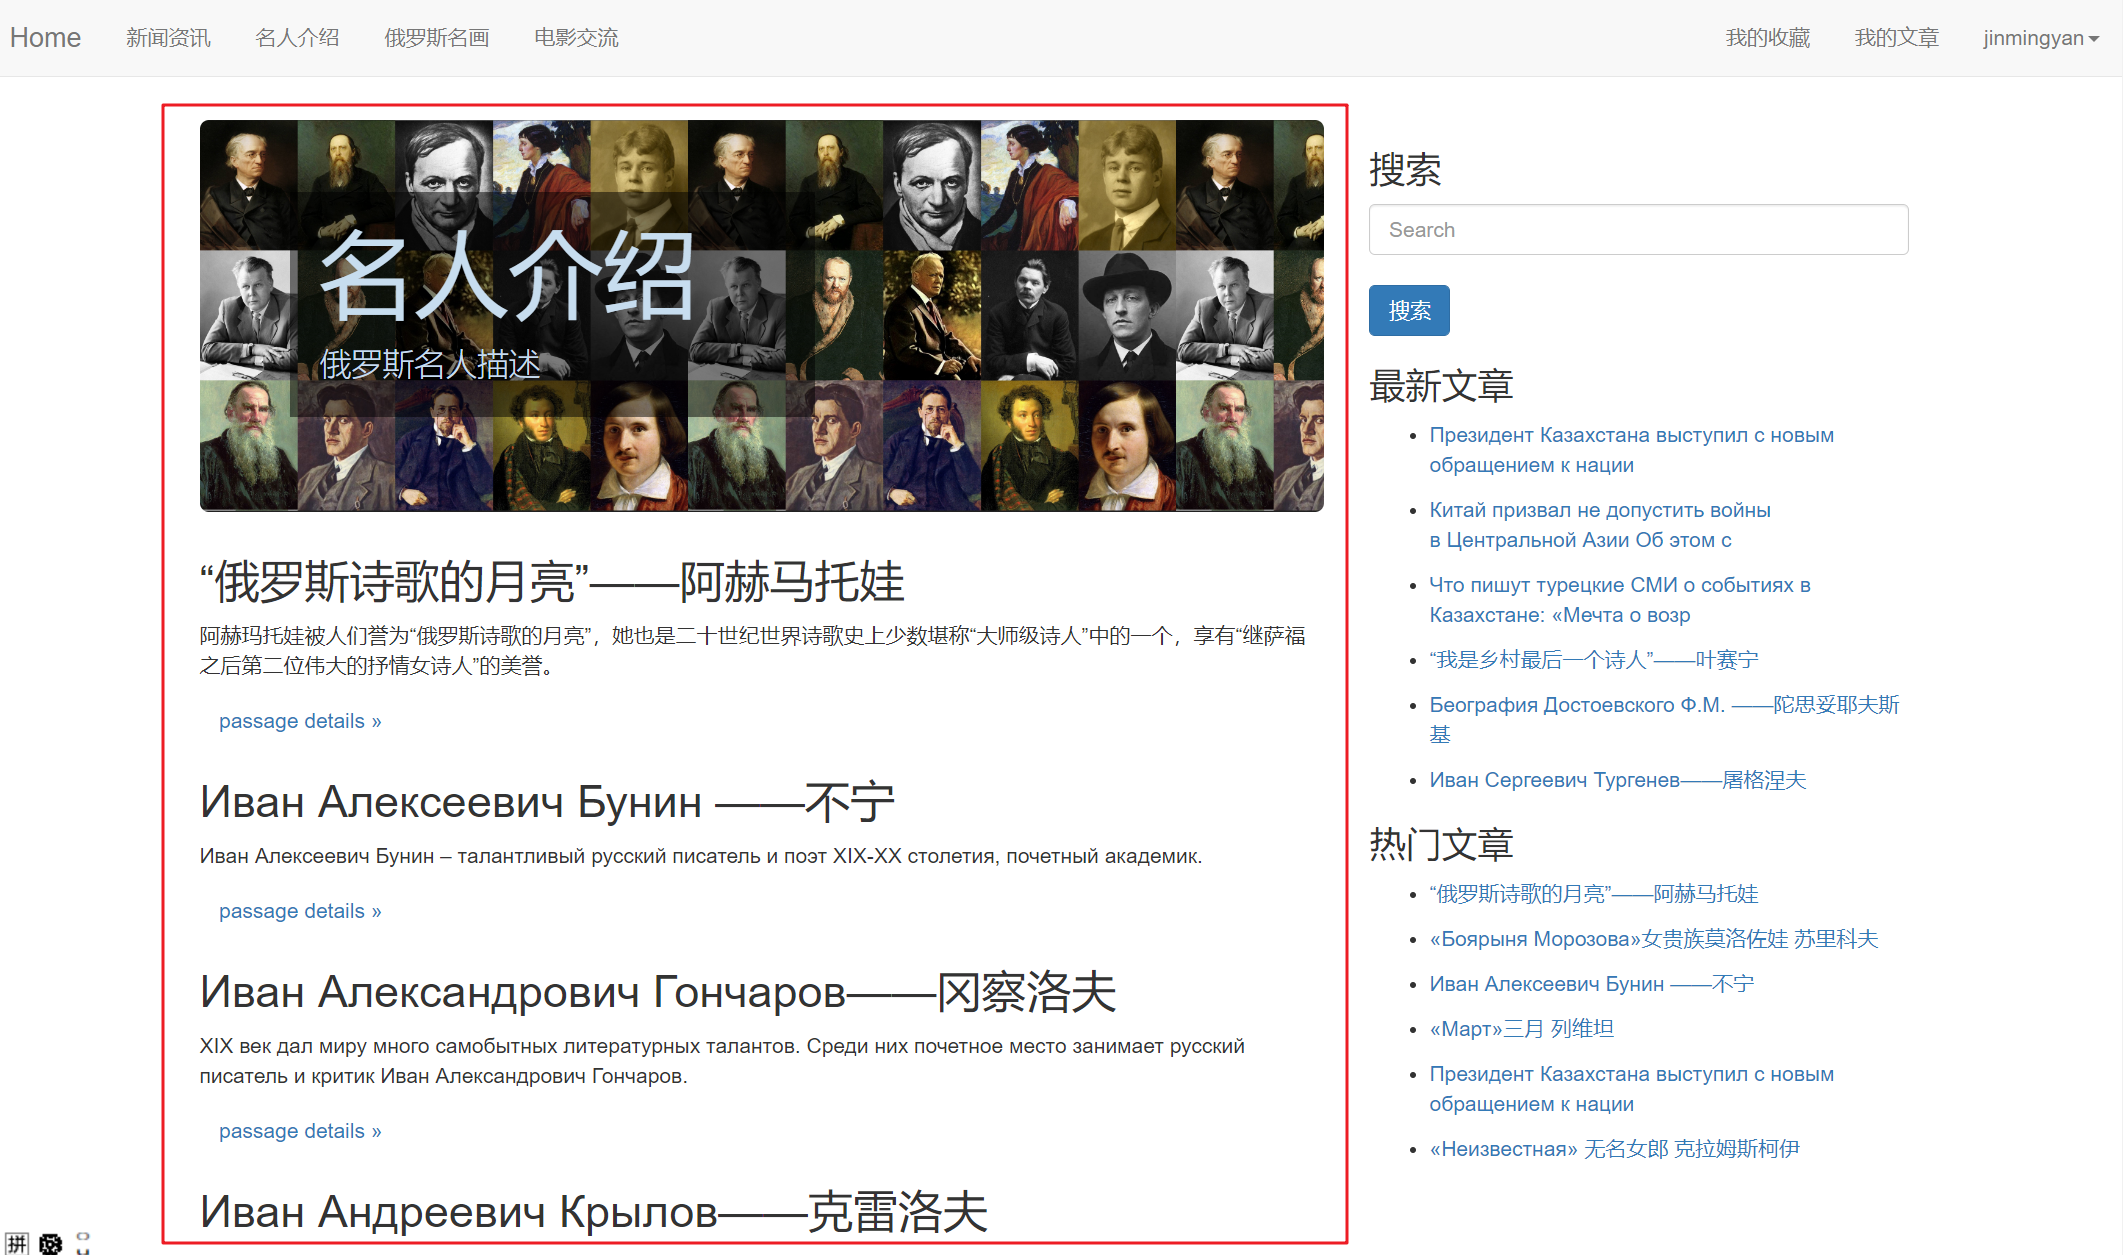 Home 新闻资讯 名人介绍 俄罗斯名画 电影交流 我的收藏 我的文章 jinmingyan
名人介绍
俄罗斯名人描述
“俄罗斯诗歌的月亮”——阿赫马托娃
阿赫玛托娃被人们誉为“俄罗斯诗歌的月亮”，她也是二十世纪世界诗歌史上少数堪称“大师级诗人”中的一个，享有“继萨福
之后第二位伟大的抒情女诗人”的美誉。
passage details »
Иван Алексеевич Бунин ——不宁
Иван Алексеевич Бунин – талантливый русский писатель и поэт XIX-XX столетия, почетный академик.
passage details »
Иван Александрович Гончаров——冈察洛夫
XIX век дал миру много самобытных литературных талантов. Среди них почетное место занимает русский
писатель и критик Иван Александрович Гончаров.
passage details »
Иван Андреевич Крылов——克雷洛夫
搜索
Search
搜索
最新文章
Президент Казахстана выступил с новым
обращением к нации
Китай призвал не допустить войны
в Центральной Азии Об этом с
Что пишут турецкие СМИ о событиях в
Казахстане: «Мечта о возр
“我是乡村最后一个诗人”——叶赛宁
Беография Достоевского Ф.М. ——陀思妥耶夫斯
基
Иван Сергеевич Тургенев——屠格涅夫
热门文章
“俄罗斯诗歌的月亮”——阿赫马托娃
«Боярыня Морозова»女贵族莫洛佐娃 苏里科夫
Иван Алексеевич Бунин ——不宁
«Март»三月 列维坦
Президент Казахстана выступил с новым
обращением к нации
«Неизвестная» 无名女郎 克拉姆斯柯伊
拼